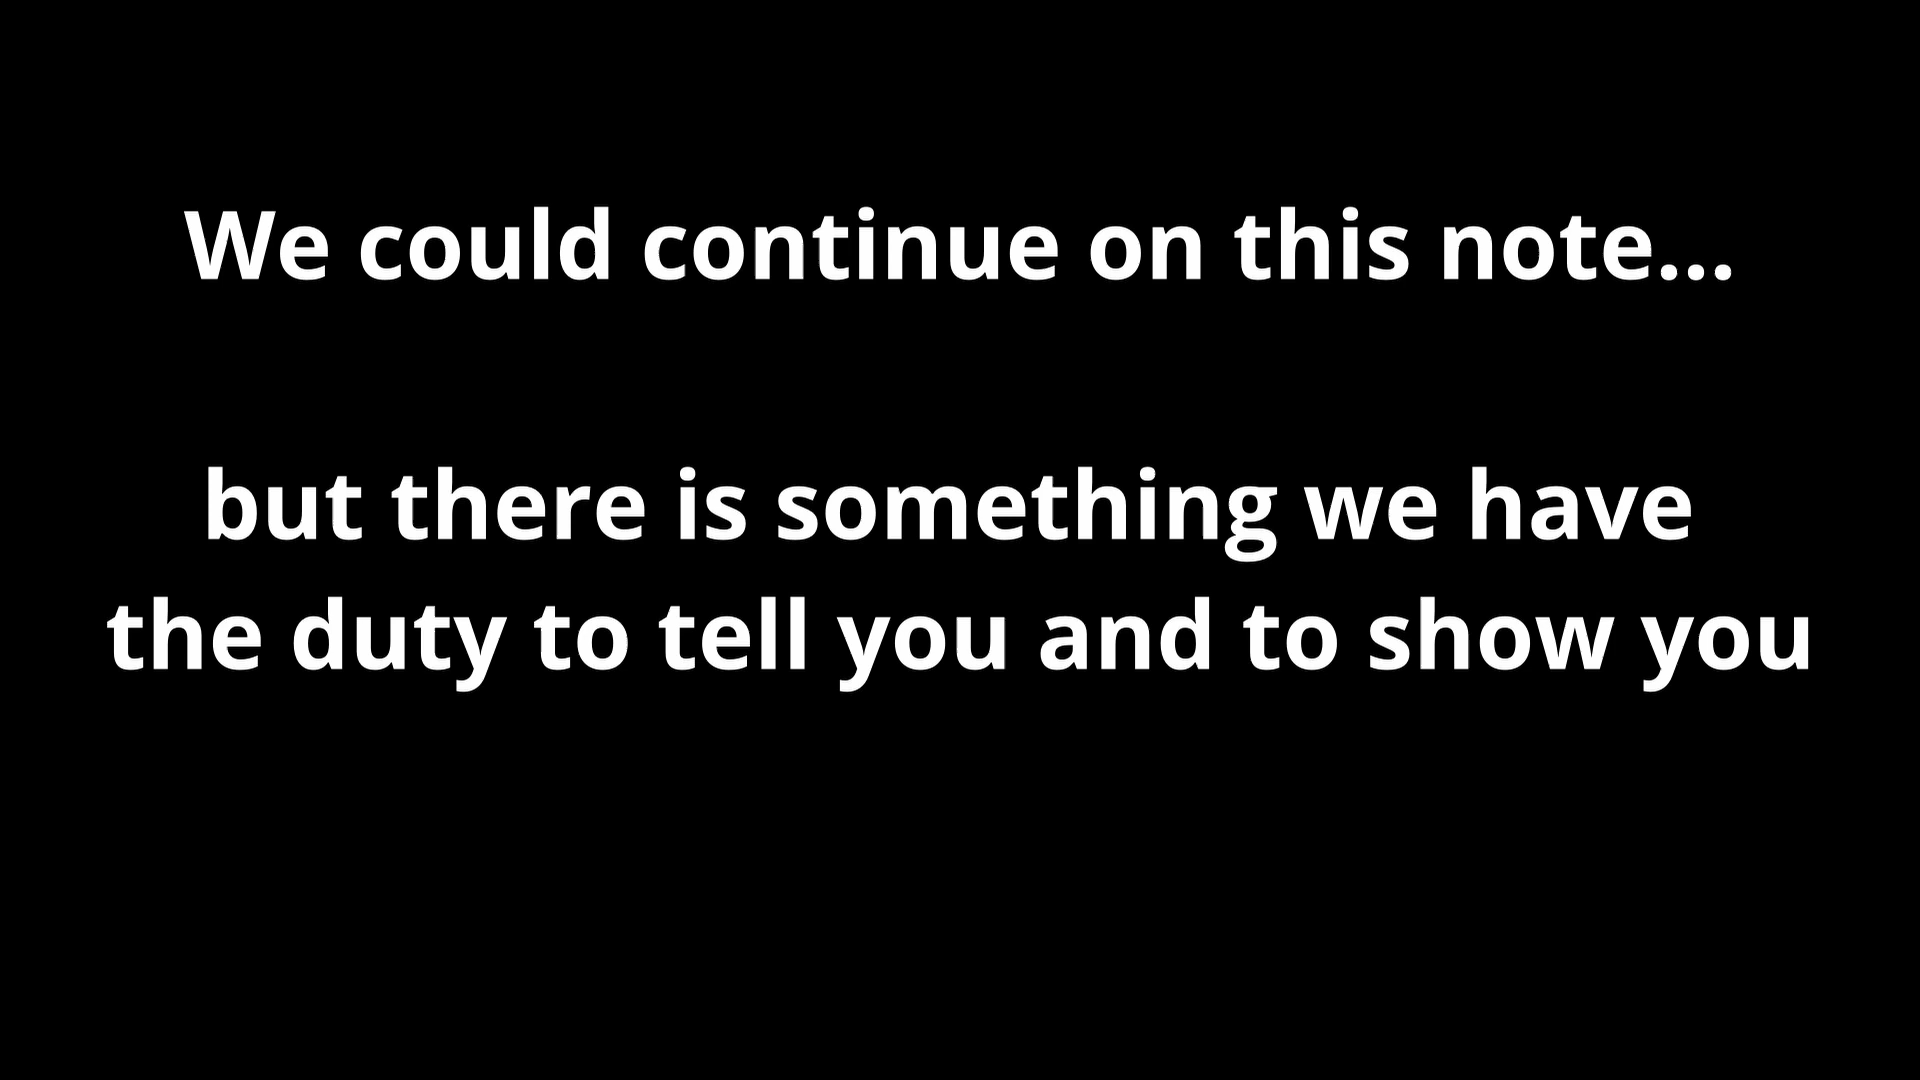 We could continue on this note...
but there is something we have
the duty to tell you and to show you